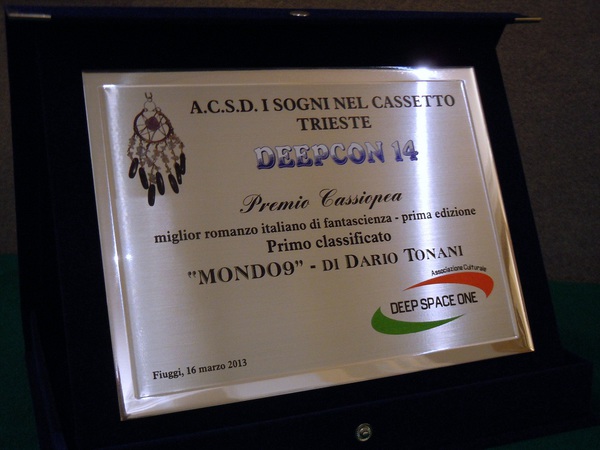 A.C.S.D. I SOGNI NEL CASSETTO
TRIESTE
DEEPCON 14
Premio Cassiopea
miglior romanzo italiano di fantascienza - prima edizione
Primo classificato
"MONDO9" - DI DARIO TONANI
Associazione Culturale
DEEP SPACE ONE
Fiuggi, 16 marzo 2013